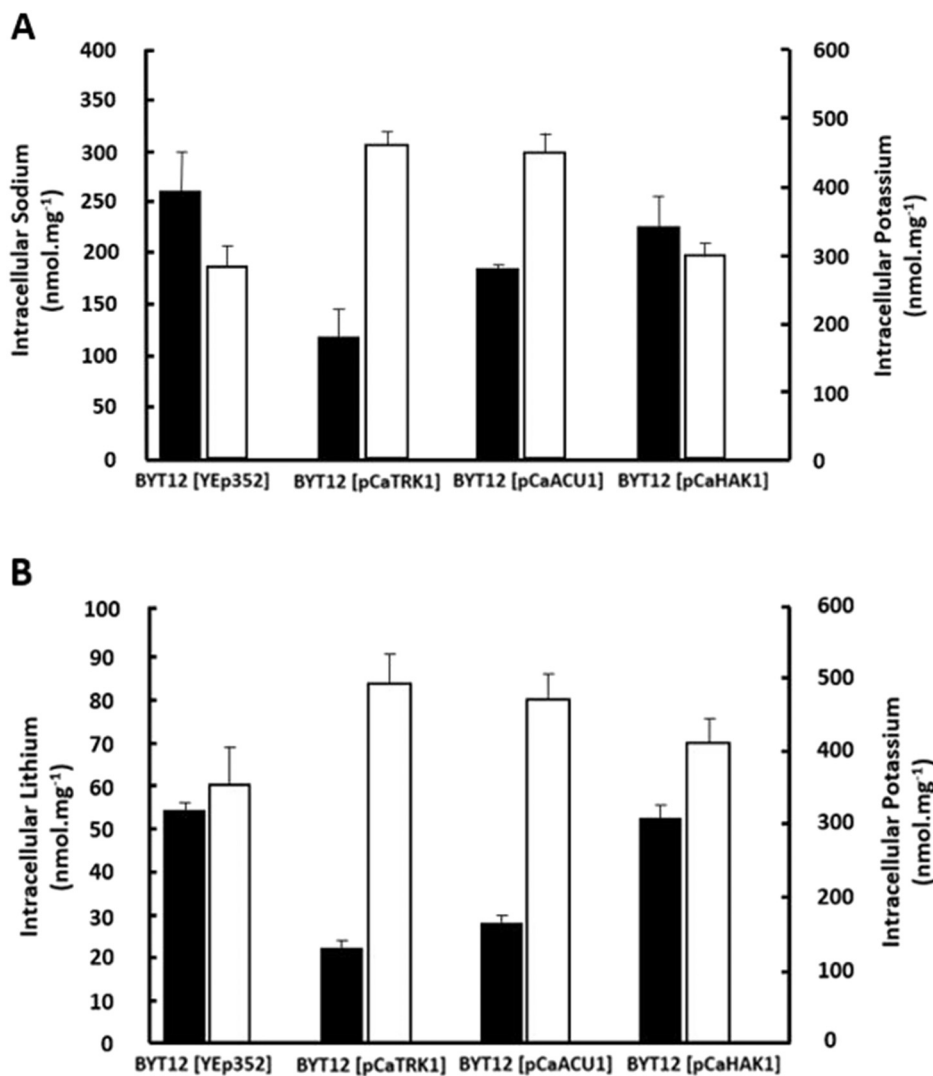 A
400
350
300
250
200
150
100
50
0
Intracellular Sodium
(nmol.mg⁻¹)
600
500
400
300
200
100
0
Intracellular Potassium
(nmol.mg⁻¹)
BYT12 [YEp352] BYT12 [pCaTRK1] BYT12 [pCaACU1] BYT12 [pCaHAK1]
B
100
90
80
70
60
50
40
30
20
10
0
Intracellular Lithium
(nmol.mg⁻¹)
600
500
400
300
200
100
0
Intracellular Potassium
(nmol.mg⁻¹)
BYT12 [YEp352] BYT12 [pCaTRK1] BYT12 [pCaACU1] BYT12 [pCaHAK1]